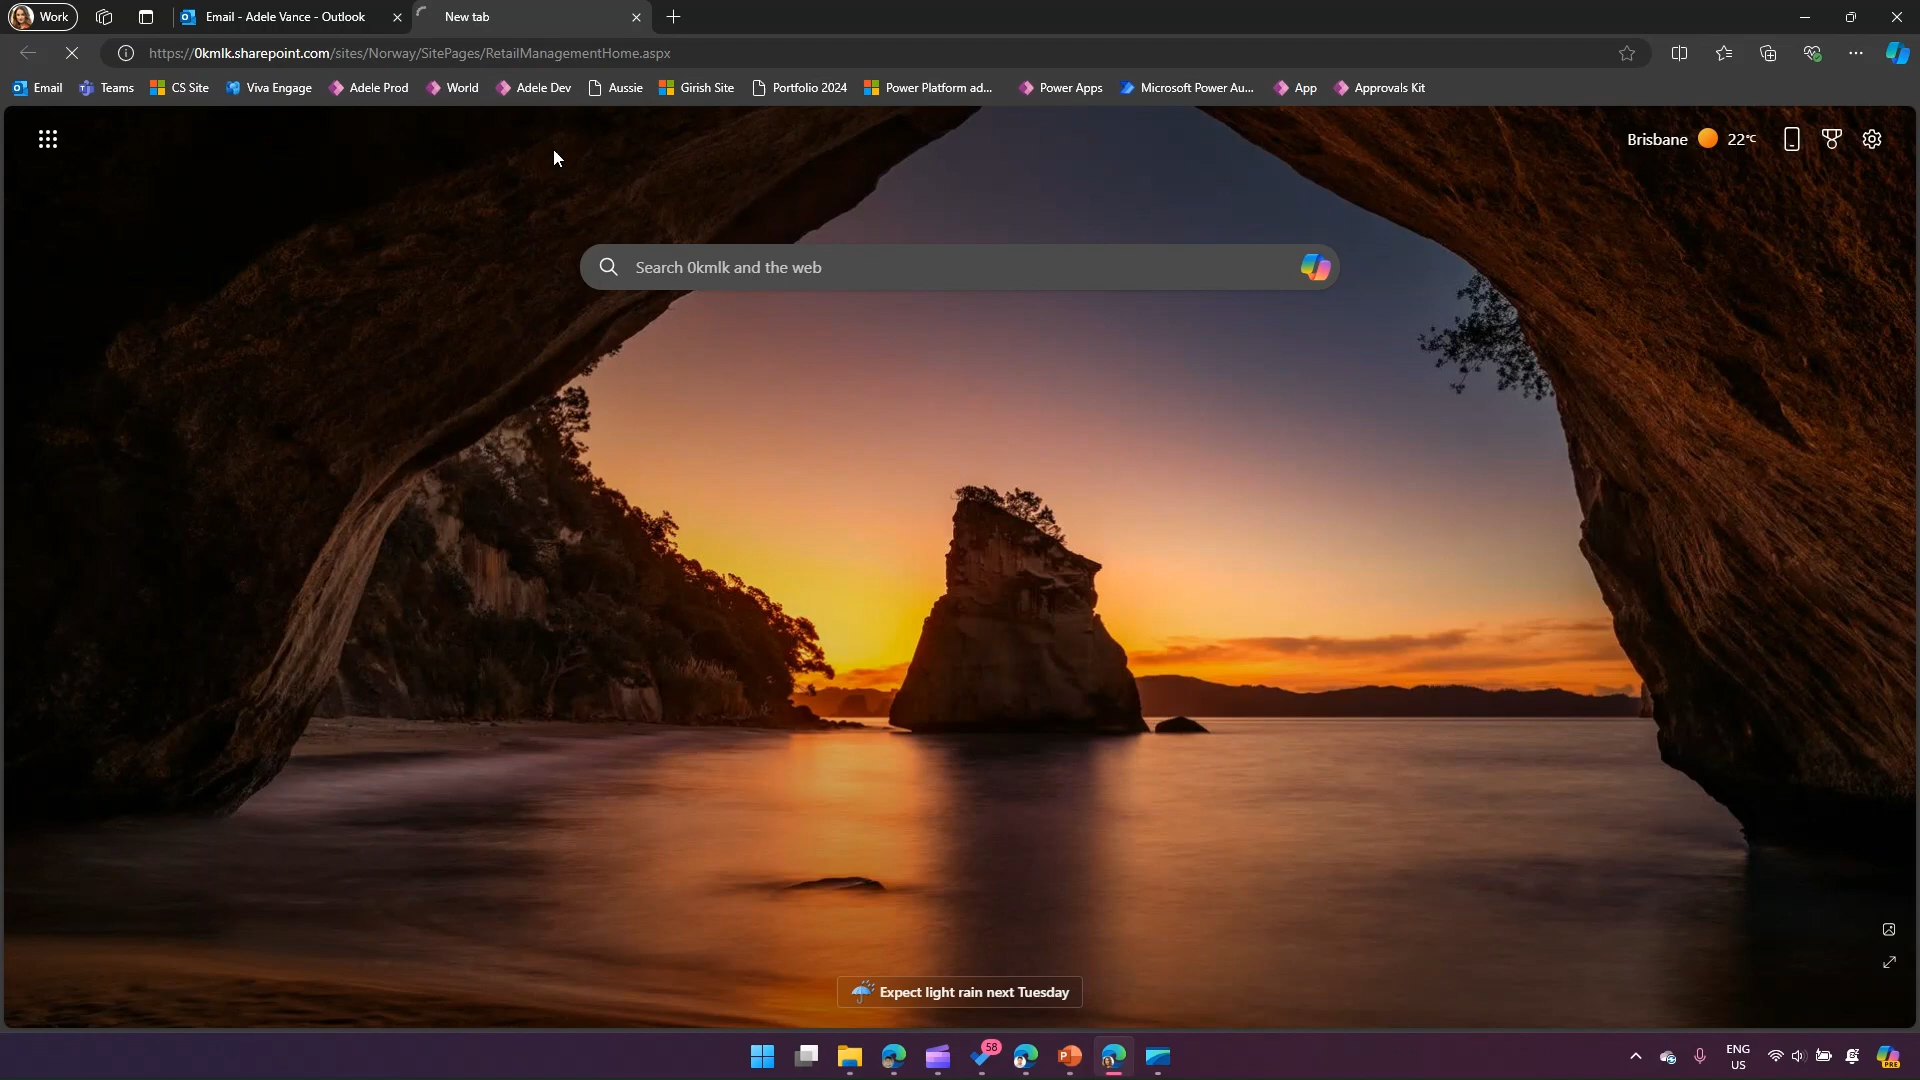 Work
Email - Adele Vance - Outlook
New tab
https://0kmlk.sharepoint.com/sites/Norway/SitePages/RetailManagementHome.aspx
Email
Teams
CS Site
Viva Engage
Adele Prod
World
Adele Dev
Aussie
Girish Site
Portfolio 2024
Power Platform ad...
Power Apps
Microsoft Power Au...
App
Approvals Kit
Brisbane 22°C
Search 0kmlk and the web
Expect light rain next Tuesday
58
ENG
US
PRE